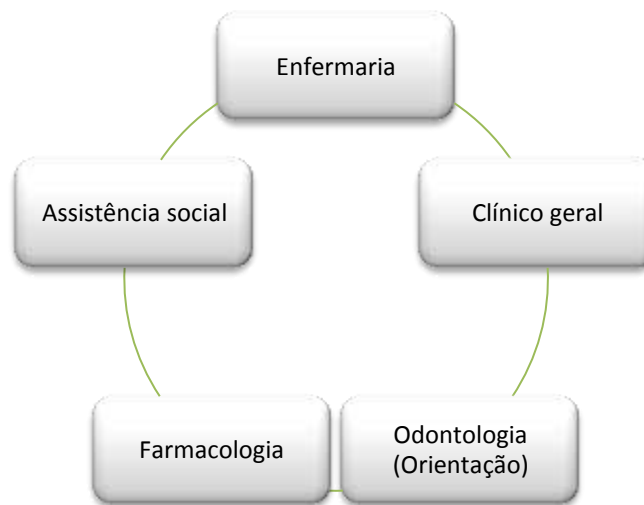 Enfermaria
Assistência social
Clínico geral
Farmacologia
Odontologia
(Orientação)